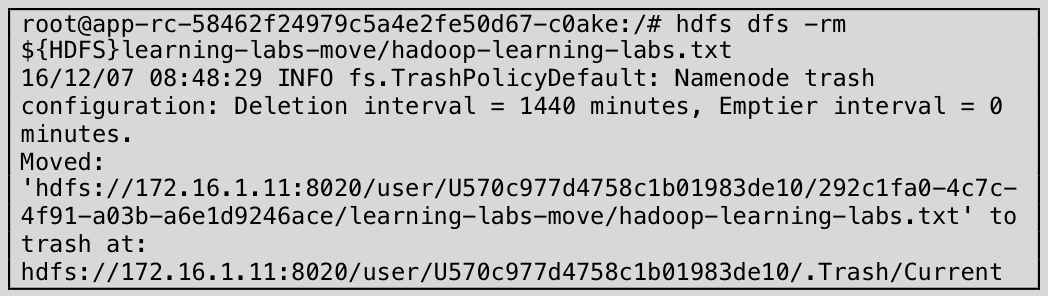 root@app-rc-58462f24979c5a4e2fe50d67-c0ake:/# hdfs dfs -rm
${HDFS}learning-labs-move/hadoop-learning-labs.txt
16/12/07 08:48:29 INFO fs.TrashPolicyDefault: Namenode trash
configuration: Deletion interval = 1440 minutes, Emptier interval = 0
minutes.
Moved:
'hdfs://172.16.1.11:8020/user/U570c977d4758c1b01983de10/292c1fa0-4c7c-
4f91-a03b-a6e1d9246ace/learning-labs-move/hadoop-learning-labs.txt' to
trash at:
hdfs://172.16.1.11:8020/user/U570c977d4758c1b01983de10/.Trash/Current